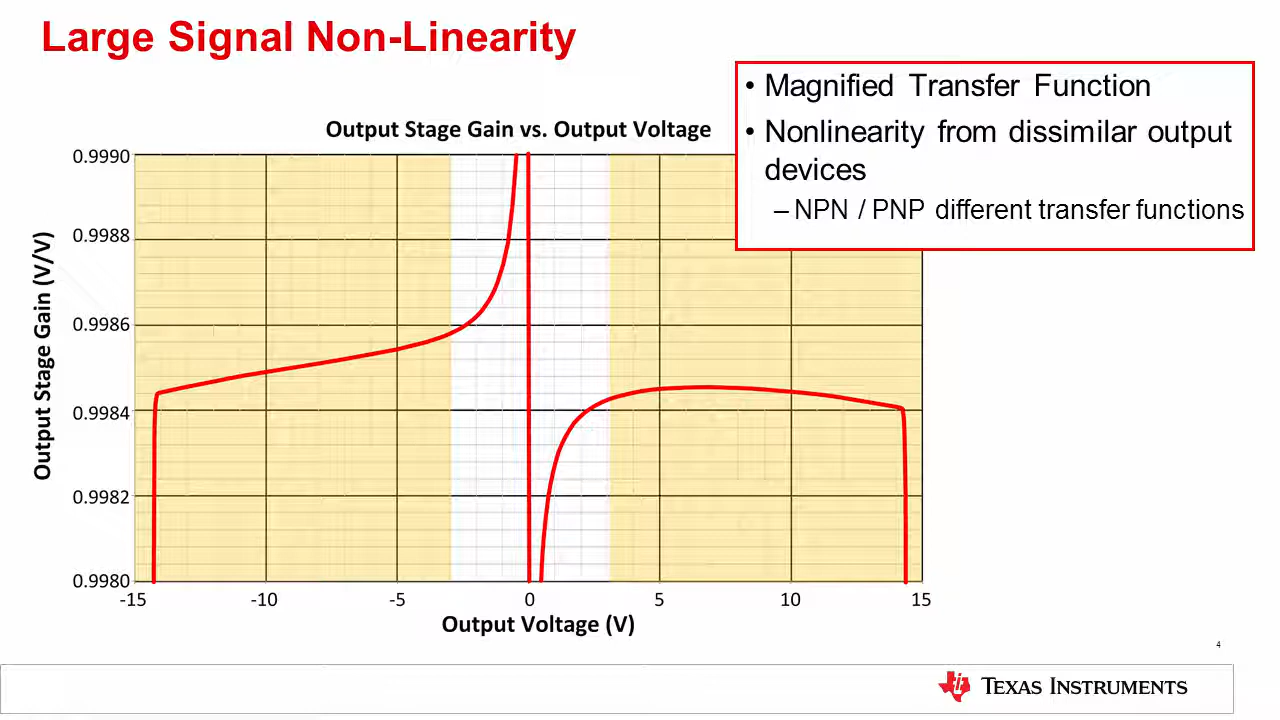 Large Signal Non-Linearity
• Magnified Transfer Function
• Nonlinearity from dissimilar output
devices
– NPN / PNP different transfer functions
Output Stage Gain vs. Output Voltage
Output Stage Gain (V/V)
0.9990
0.9988
0.9986
0.9984
0.9982
0.9980
-15 -10 -5 0 5 10 15
Output Voltage (V)
4
TEXAS INSTRUMENTS